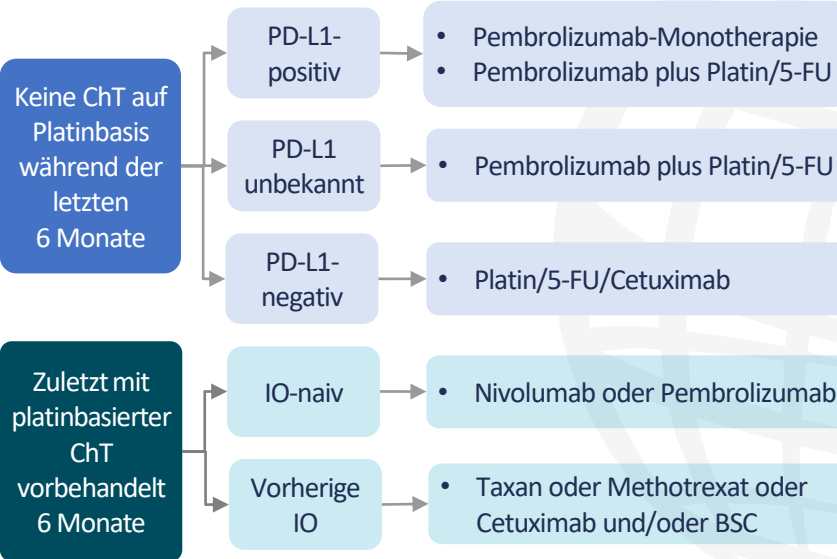 Keine ChT auf
Platinbasis
während der
letzten
6 Monate
PD-L1-
positiv
• Pembrolizumab-Monotherapie
• Pembrolizumab plus Platin/5-FU
PD-L1
unbekannt
• Pembrolizumab plus Platin/5-FU
PD-L1-
negativ
• Platin/5-FU/Cetuximab
Zuletzt mit
platinbasierter
ChT
vorbehandelt
6 Monate
IO-naiv
• Nivolumab oder Pembrolizumab
Vorherige
IO
• Taxan oder Methotrexat oder
Cetuximab und/oder BSC